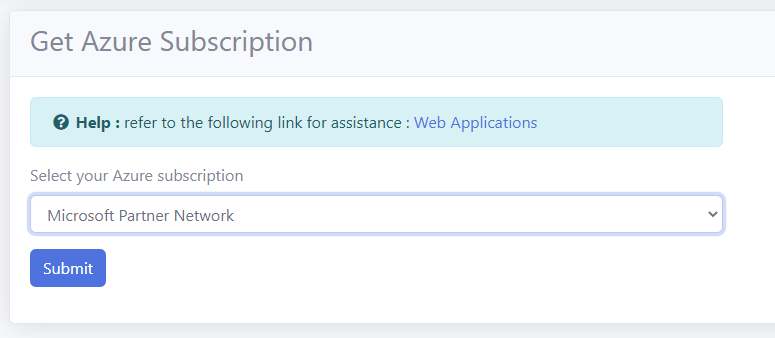 Get Azure Subscription
Help : refer to the following link for assistance : Web Applications
Select your Azure subscription
Microsoft Partner Network
Submit